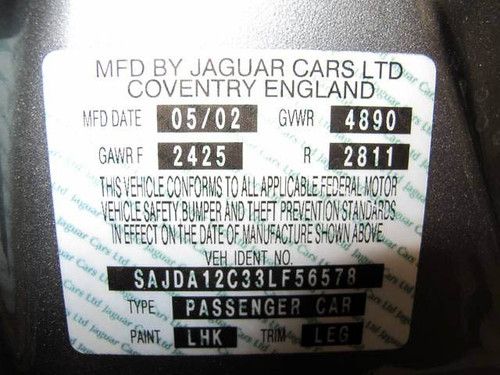 MFD BY JAGUAR CARS LTD
COVENTRY ENGLAND
MFD DATE 05/02 GVWR 4890
GAWR F 2425 R 2811
THIS VEHICLE CONFORMS TO ALL APPLICABLE FEDERAL MOTOR
VEHICLE SAFETY BUMPER AND THEFT PREVENTION STANDARDS
IN EFFECT ON THE DATE OF MANUFACTURE SHOWN ABOVE
VEH IDENT NO.
SAJDA12C33LF56578
TYPE PASSENGER CAR
PAINT LHK TRIM LEG